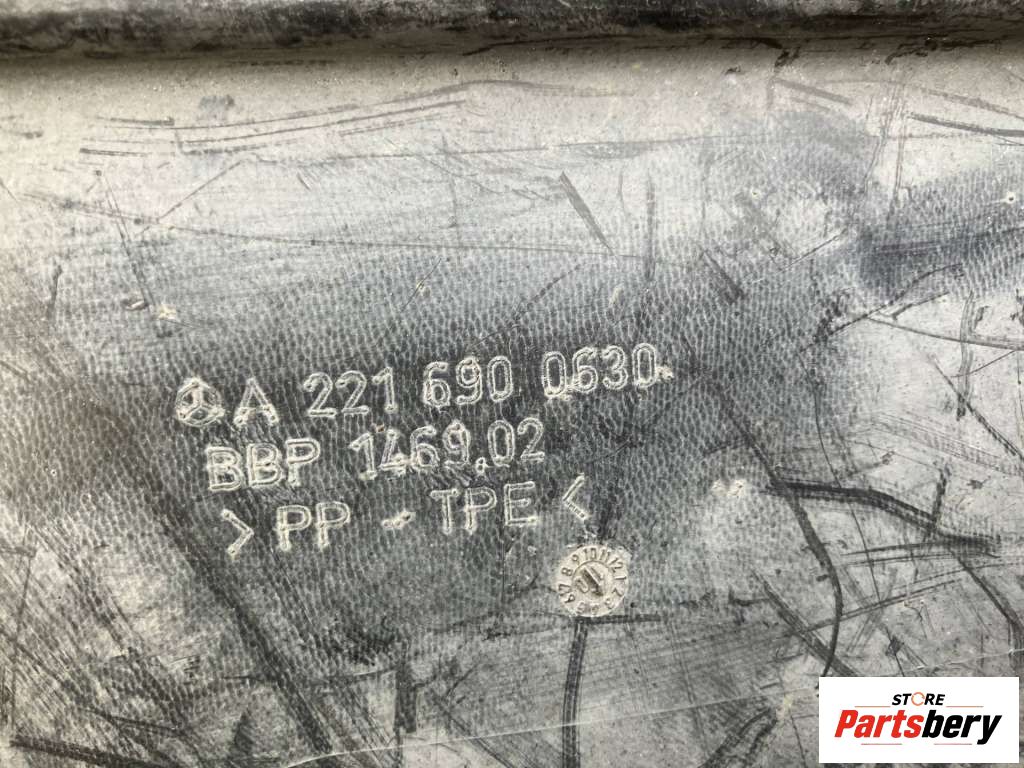 A 221 690 0630
BBP 1469.02
>PP - TPE<
STORE
Partsbery